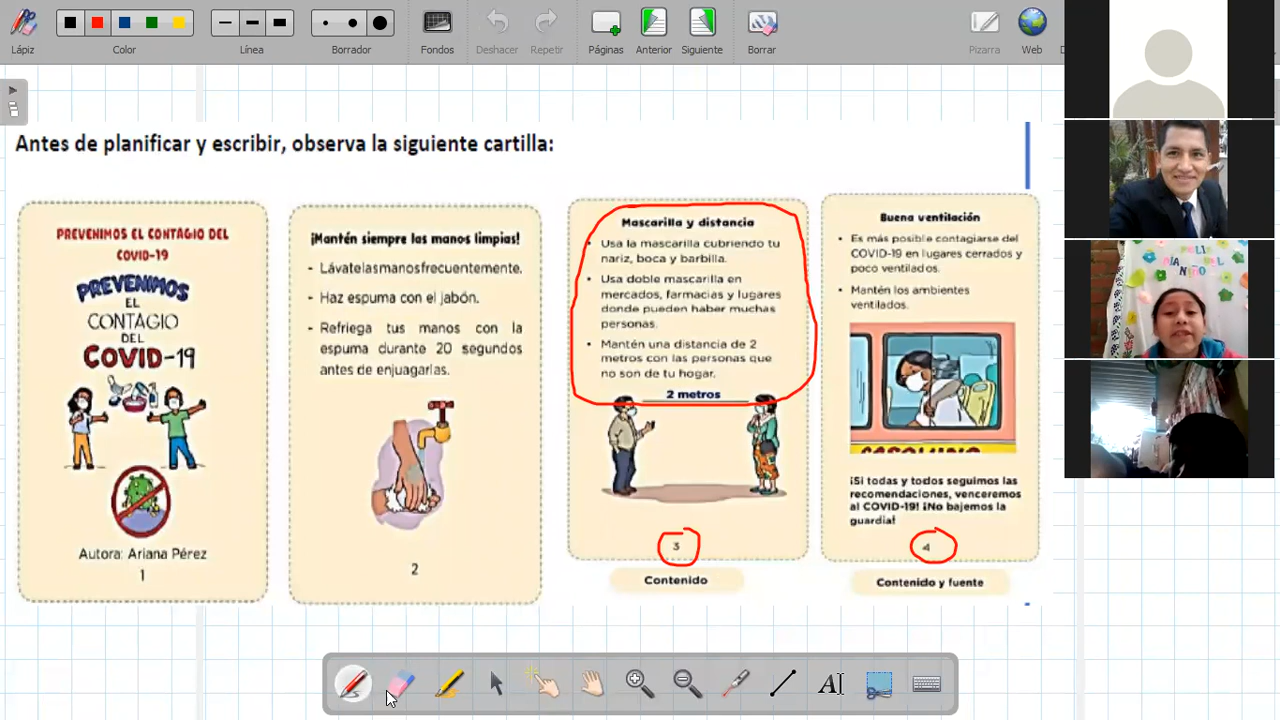 Lápiz
Color
Línea
Borrador
Fondos
Deshacer
Repetir
Páginas
Anterior
Siguiente
Borrar
Pizarra
Web
Antes de planificar y escribir, observa la siguiente cartilla:
PREVENIMOS EL CONTAGIO DEL
COVID-19
PREVENIMOS
EL
CONTAGIO
DEL
COVID-19
Autora: Ariana Pérez
1
¡Mantén siempre las manos limpias!
- Lávatelasmanosfrecuentemente.
- Haz espuma con el jabón.
- Refriega tus manos con la
espuma durante 20 segundos
antes de enjuagarlas.
2
Mascarilla y distancia
• Usa la mascarilla cubriendo tu
nariz, boca y barbilla.
• Usa doble mascarilla en
mercados, farmacias y lugares
donde pueden haber muchas
personas.
• Mantén una distancia de 2
metros con las personas que
no son de tu hogar.
2 metros
3
Contenido
Buena ventilación
• Es más posible contagiarse del
COVID-19 en lugares cerrados y
poco ventilados.
• Mantén los ambientes
ventilados.
¡Si todas y todos seguimos las
recomendaciones, venceremos
al COVID-19! ¡No bajemos la
guardia!
4
Contenido y fuente
FELIZ
DÍA DEL
NIÑO